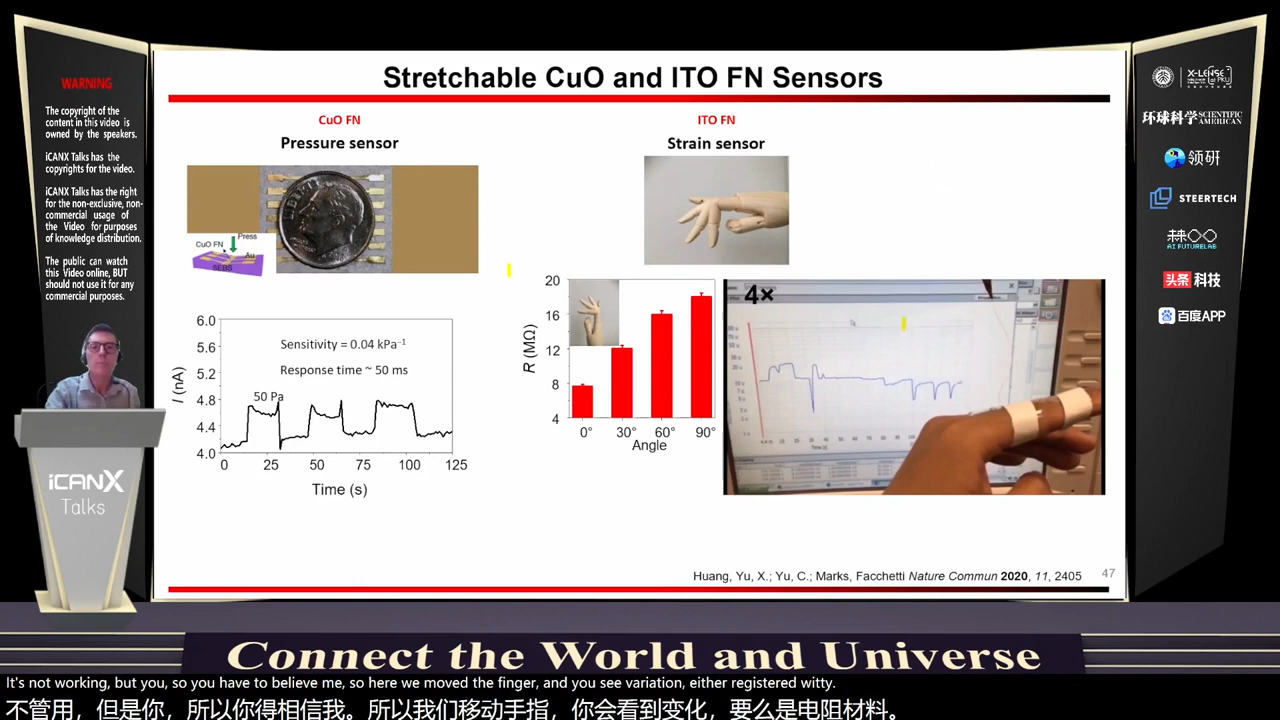 WARNING
The copyright of the
content in this video is
owned by the speakers.
iCANX Talks has the
copyrights for the video.
iCANX Talks has the right
for the non-exclusive, non-
commercial usage of
the Video for purposes
of knowledge distribution.
The public can watch
this Video online, BUT
should not use it for any
commercial purposes.
iCANX
Talks
Stretchable CuO and ITO FN Sensors
CuO FN
Pressure sensor
LIBERTY
CuO FN
Press
Au
SEBS
6.0
5.6
5.2
4.8
4.4
4.0
I (nA)
Sensitivity = 0.04 kPa⁻¹
Response time ~ 50 ms
50 Pa
0 25 50 75 100 125
Time (s)
ITO FN
Strain sensor
20
16
12
8
4
R (MΩ)
0° 30° 60° 90°
Angle
4×
Huang, Yu, X.; Yu, C.; Marks, Facchetti Nature Commun 2020, 11, 2405
47
X-LENSE
环球科学 SCIENTIFIC AMERICAN
领研
STEERTECH
AI FUTURELAB
头条 科技
百度APP
Connect the World and Universe
It's not working, but you, so you have to believe me, so here we moved the finger, and you see variation, either registered witty.
不管用，但是你，所以你得相信我。所以我们移动手指，你会看到变化，要么是电阻材料。